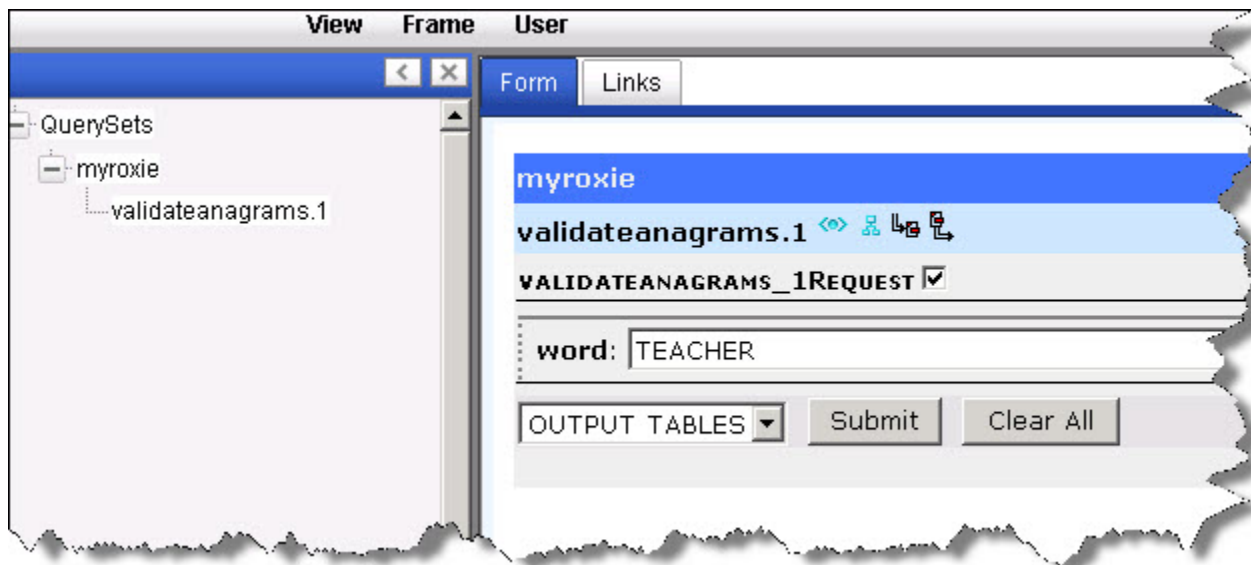 View Frame User
Form Links
QuerySets
myroxie
validateanagrams.1
myroxie
validateanagrams.1
VALIDATEANAGRAMS_1REQUEST
word: TEACHER
OUTPUT TABLES Submit Clear All